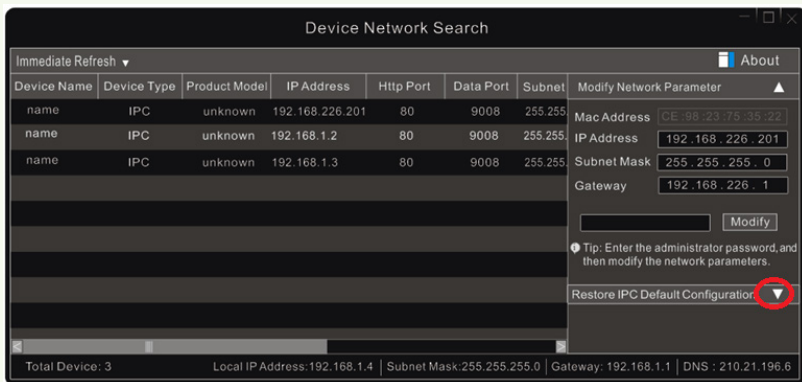 Device Network Search
Immediate Refresh ▼
About
Device Name Device Type Product Model IP Address Http Port Data Port Subnet
name IPC unknown 192.168.226.201 80 9008 255.255.
name IPC unknown 192.168.1.2 80 9008 255.255.
name IPC unknown 192.168.1.3 80 9008 255.255.
Modify Network Parameter ▲
Mac Address CE:98:23:75:35:22
IP Address 192.168.226.201
Subnet Mask 255.255.255.0
Gateway 192.168.226.1
Modify
Tip: Enter the administrator password,and
then modify the network parameters.
Restore IPC Default Configuration ▼
Total Device: 3 Local IP Address:192.168.1.4 | Subnet Mask:255.255.255.0 | Gateway: 192.168.1.1 | DNS : 210.21.196.6